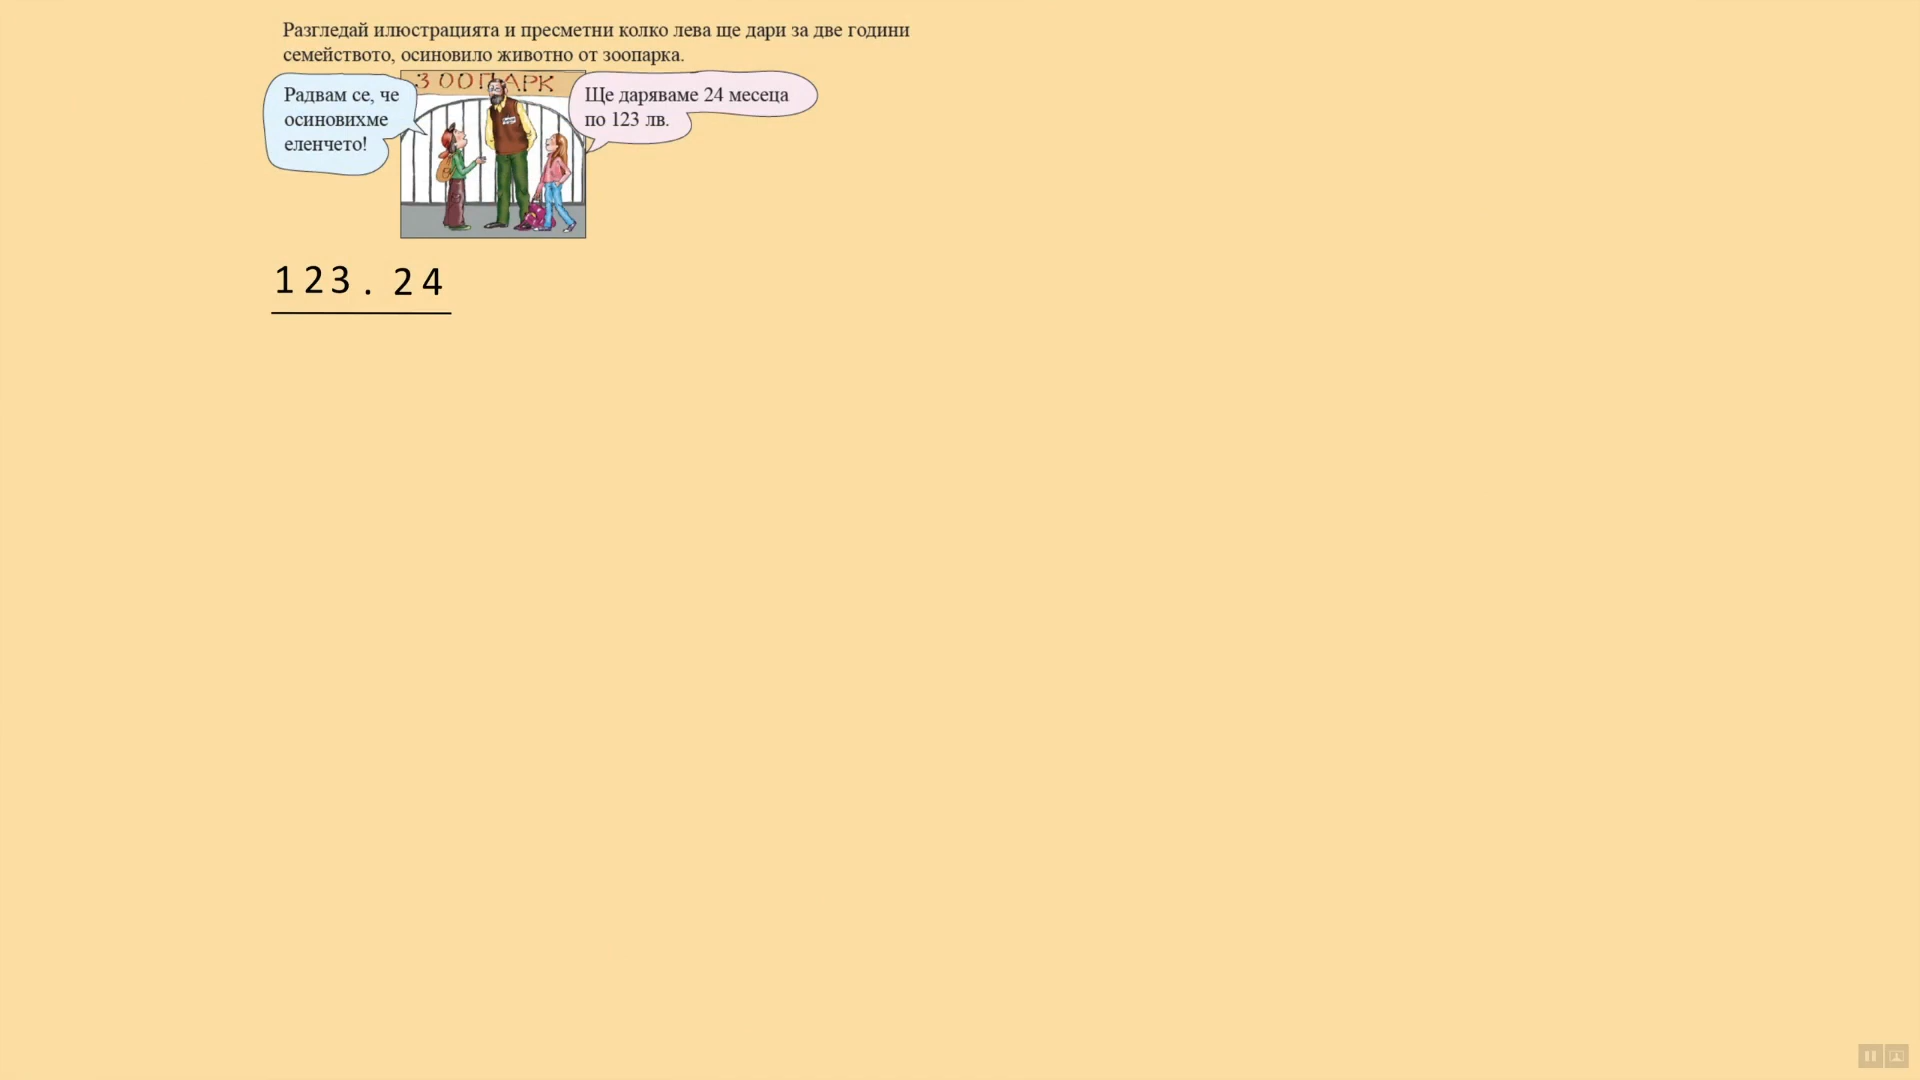 Разгледай илюстрацията и пресметни колко лева ще дари за две години
семейството, осиновило животно от зоопарка.
ЗООПАРК
Радвам се, че
осиновихме
еленчето!
Ще даряваме 24 месеца
по 123 лв.
123 . 24